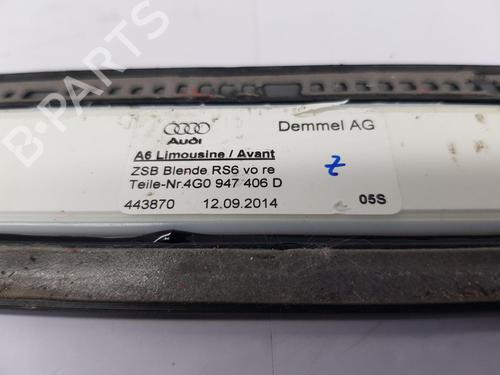 B-PARTS
Audi
Demmel AG
A6 Limousine / Avant
ZSB Blende RS6 vo re
Teile-Nr.4G0 947 406 D
443870 12.09.2014
05S
Z